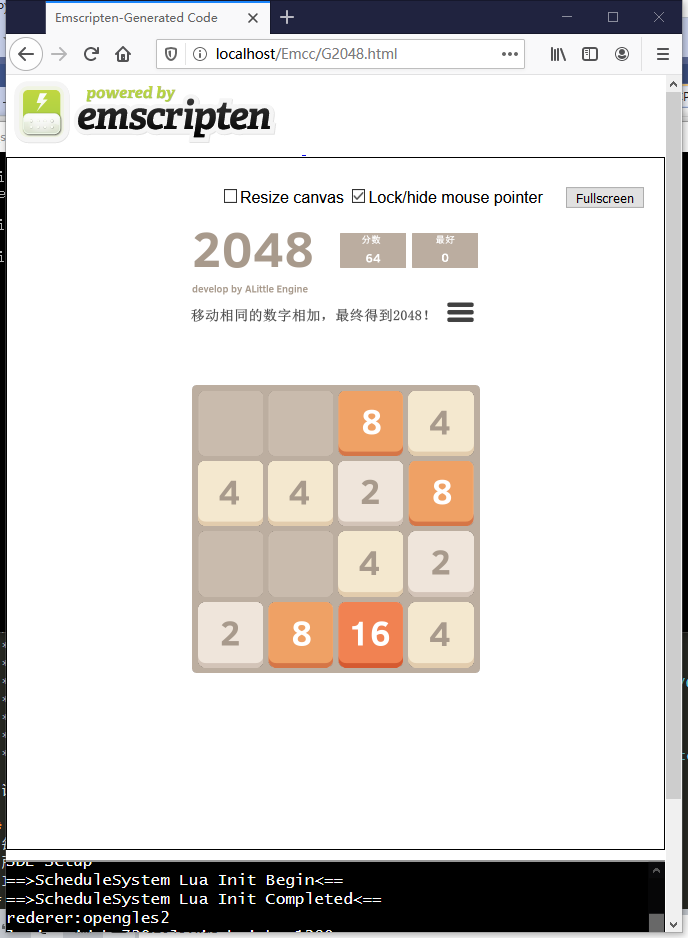 Emscripten-Generated Code
localhost/Emcc/G2048.html
powered by
emscripten
Resize canvas Lock/hide mouse pointer Fullscreen
2048
分数 最好
64 0
develop by ALittle Engine
移动相同的数字相加，最终得到2048！
8 4
4 4 2 8
4 2
2 8 16 4
==>ScheduleSystem Lua Init Begin<==
==>ScheduleSystem Lua Init Completed<==
rederer:opengles2